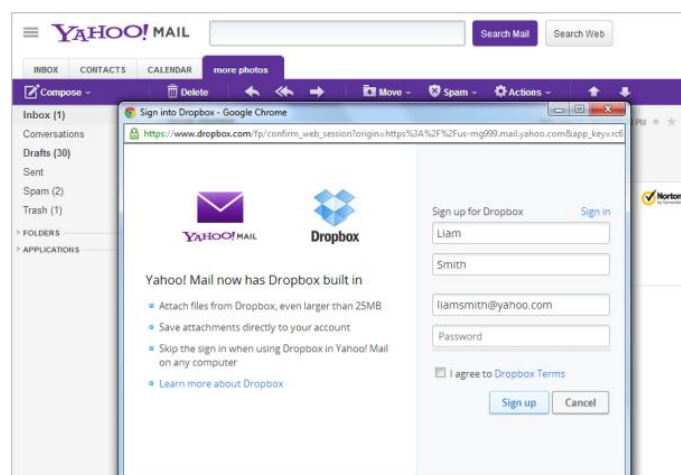 YAHOO! MAIL
Search Mail
Search Web
INBOX
CONTACTS
CALENDAR
more photos
Compose
Delete
Move
Spam
Actions
Inbox (1)
Conversations
Drafts (30)
Sent
Spam (2)
Trash (1)
FOLDERS
APPLICATIONS
PM
Norton
Sign into Dropbox - Google Chrome
https://www.dropbox.com/fp/confirm_web_session?origin=https%3A%2F%2Fus-mg999.mail.yahoo.com&app_key=rc6
YAHOO! MAIL
Dropbox
Yahoo! Mail now has Dropbox built in
Attach files from Dropbox, even larger than 25MB
Save attachments directly to your account
Skip the sign in when using Dropbox in Yahoo! Mail
on any computer
Learn more about Dropbox
Sign up for Dropbox
Sign in
Liam
Smith
liamsmith@yahoo.com
Password
I agree to Dropbox Terms
Sign up
Cancel